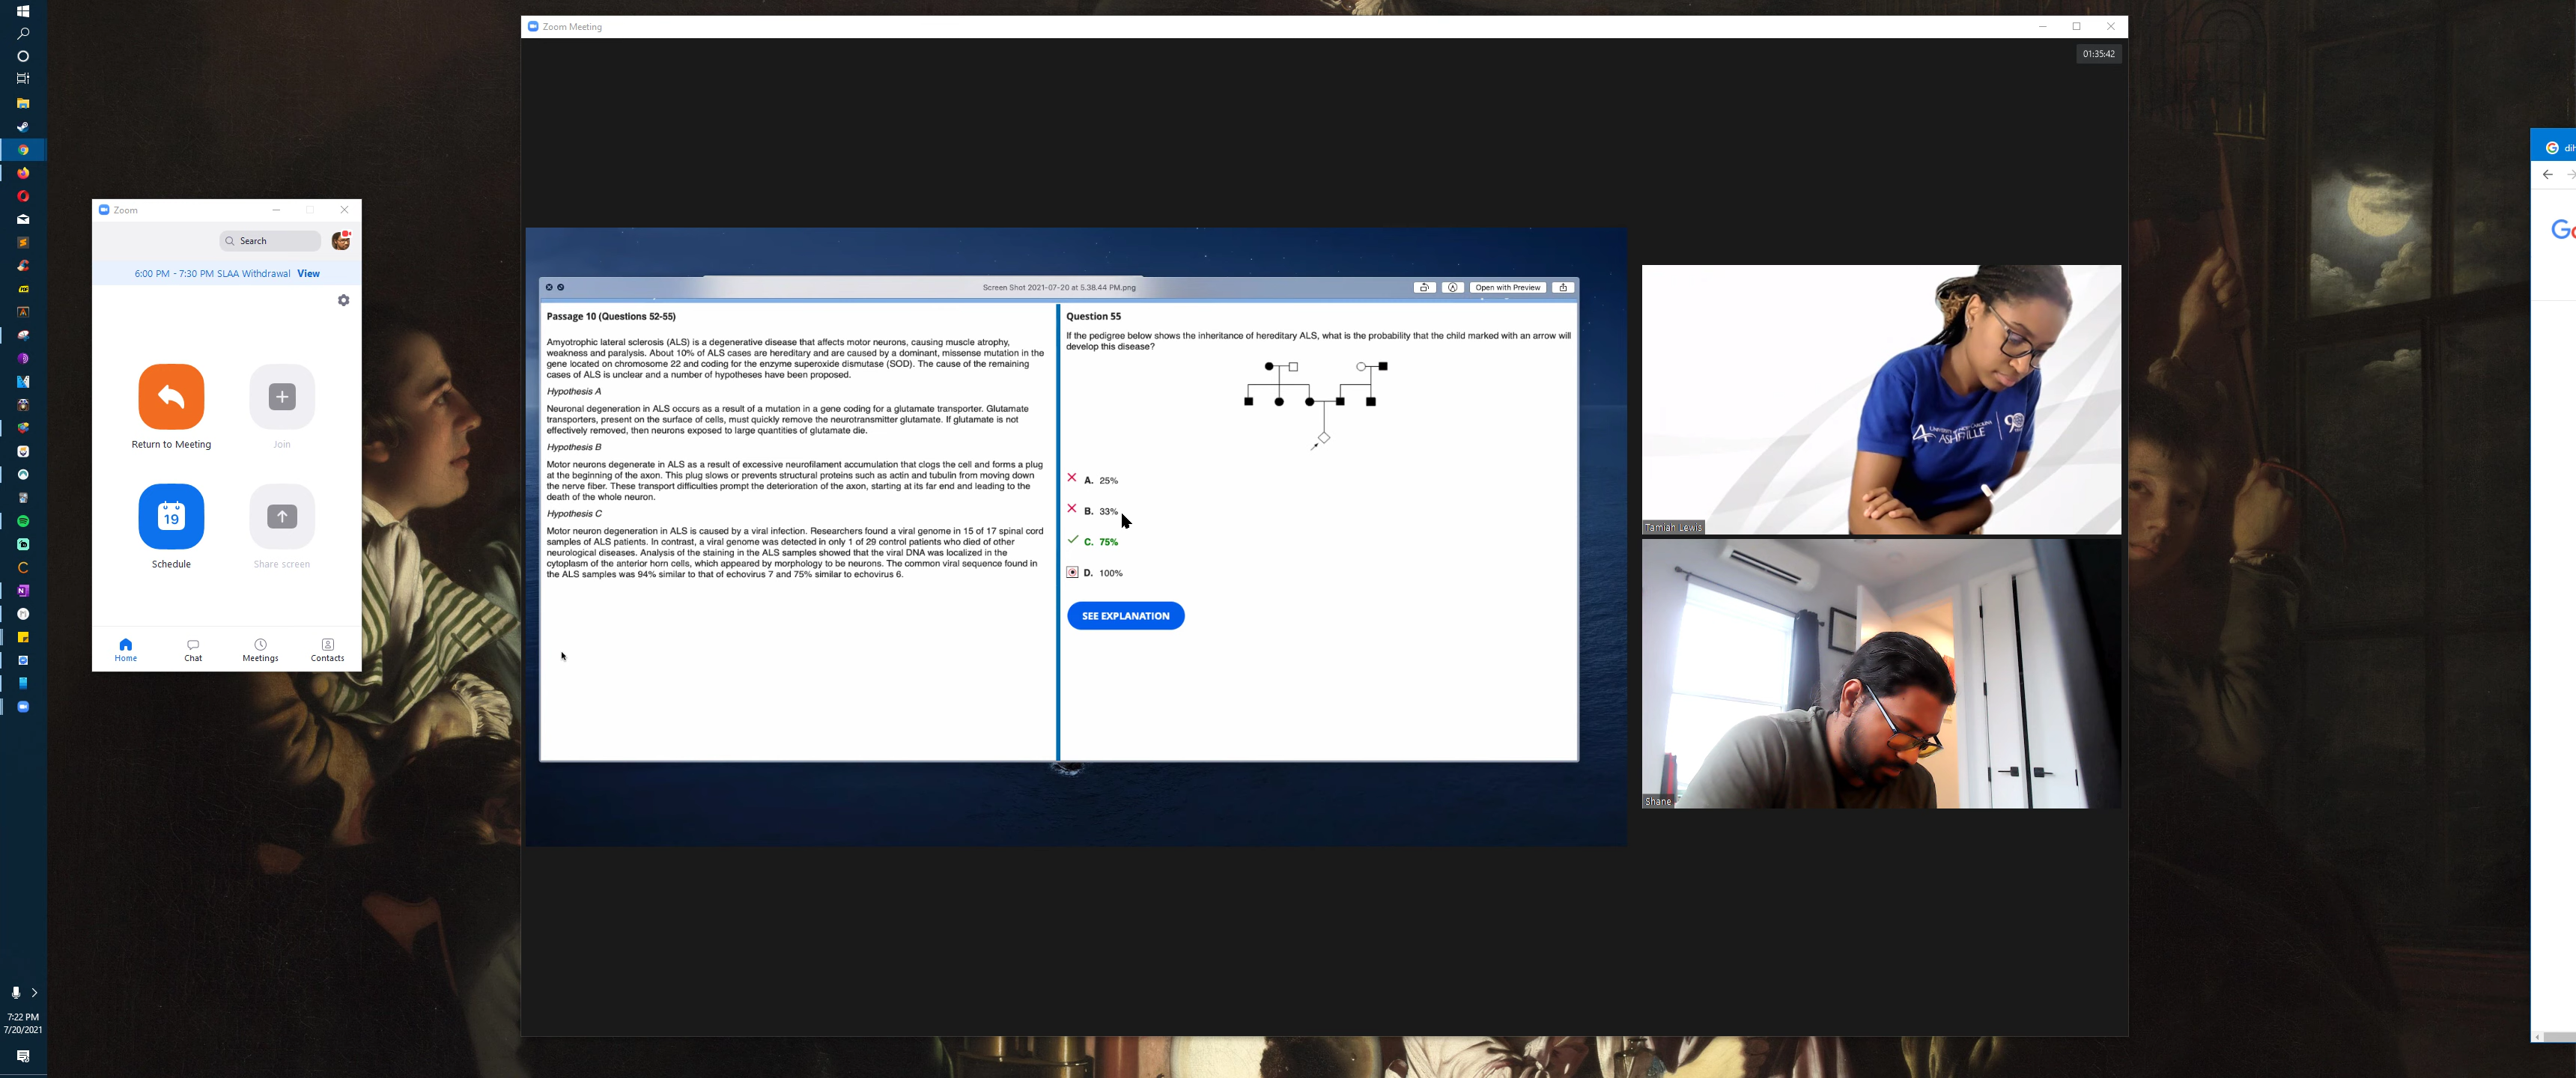 Zoom Meeting
01:35:42
Zoom
Search
6:00 PM - 7:30 PM SLAA Withdrawal View
Return to Meeting
Join
19
Schedule
Share screen
Home
Chat
Meetings
Contacts
Screen Shot 2021-07-20 at 5.38.44 PM.png
Open with Preview
Passage 10 (Questions 52-55)
Amyotrophic lateral sclerosis (ALS) is a degenerative disease that affects motor neurons, causing muscle atrophy,
weakness and paralysis. About 10% of ALS cases are hereditary and are caused by a dominant, missense mutation in the
gene located on chromosome 22 and coding for the enzyme superoxide dismutase (SOD). The cause of the remaining
cases of ALS is unclear and a number of hypotheses have been proposed.
Hypothesis A
Neuronal degeneration in ALS occurs as a result of a mutation in a gene coding for a glutamate transporter. Glutamate
transporters, present on the surface of cells, must quickly remove the neurotransmitter glutamate. If glutamate is not
effectively removed, then neurons exposed to large quantities of glutamate die.
Hypothesis B
Motor neurons degenerate in ALS as a result of excessive neurofilament accumulation that clogs the cell and forms a plug
at the beginning of the axon. This plug slows or prevents structural proteins such as actin and tubulin from moving down
the nerve fiber. These transport difficulties prompt the deterioration of the axon, starting at its far end and leading to the
death of the whole neuron.
Hypothesis C
Motor neuron degeneration in ALS is caused by a viral infection. Researchers found a viral genome in 15 of 17 spinal cord
samples of ALS patients. In contrast, a viral genome was detected in only 1 of 29 control patients who died of other
neurological diseases. Analysis of the staining in the ALS samples showed that the viral DNA was localized in the
cytoplasm of the anterior horn cells, which appeared by morphology to be neurons. The common viral sequence found in
the ALS samples was 94% similar to that of echovirus 7 and 75% similar to echovirus 6.
Question 55
If the pedigree below shows the inheritance of hereditary ALS, what is the probability that the child marked with an arrow will
develop this disease?
A. 25%
B. 33%
C. 75%
D. 100%
SEE EXPLANATION
UNIVERSITY OF NORTH CAROLINA
ASHEVILLE
Tamiah Lewis
Shane
7:22 PM
7/20/2021